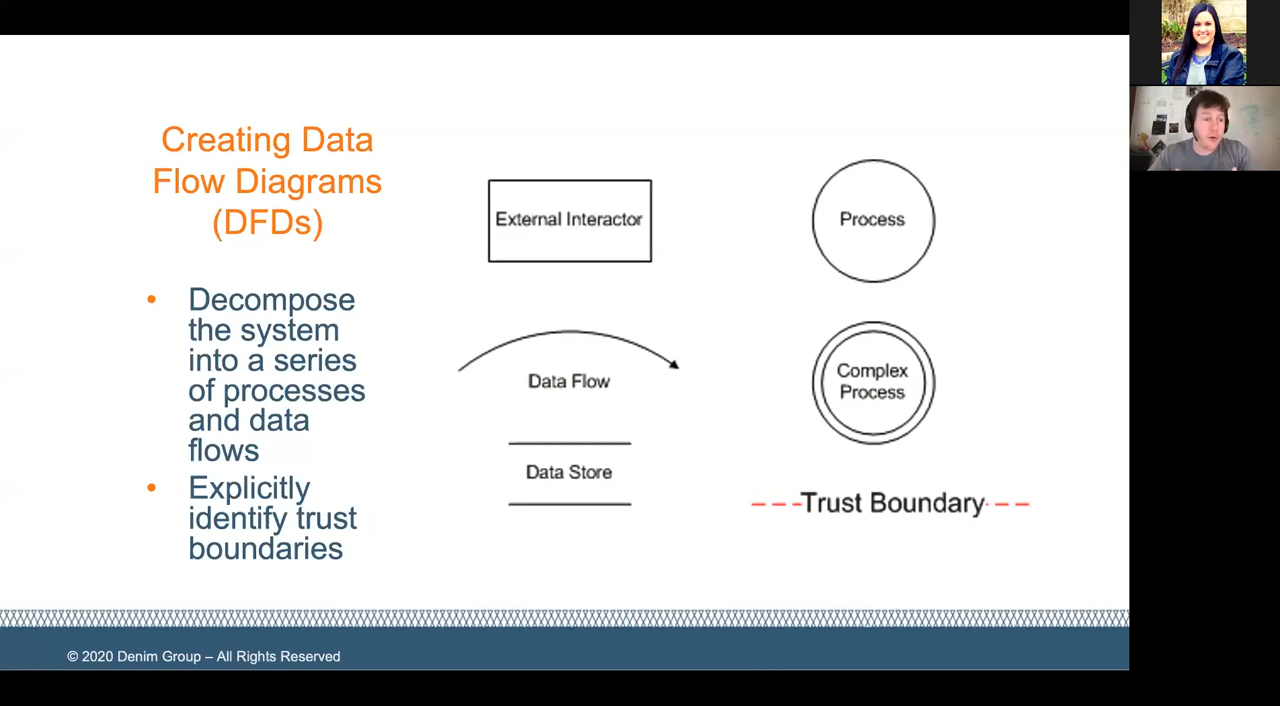 Creating Data
Flow Diagrams
(DFDs)
• Decompose
the system
into a series
of processes
and data
flows
• Explicitly
identify trust
boundaries
External Interactor
Process
Data Flow
Complex
Process
Data Store
Trust Boundary
© 2020 Denim Group – All Rights Reserved